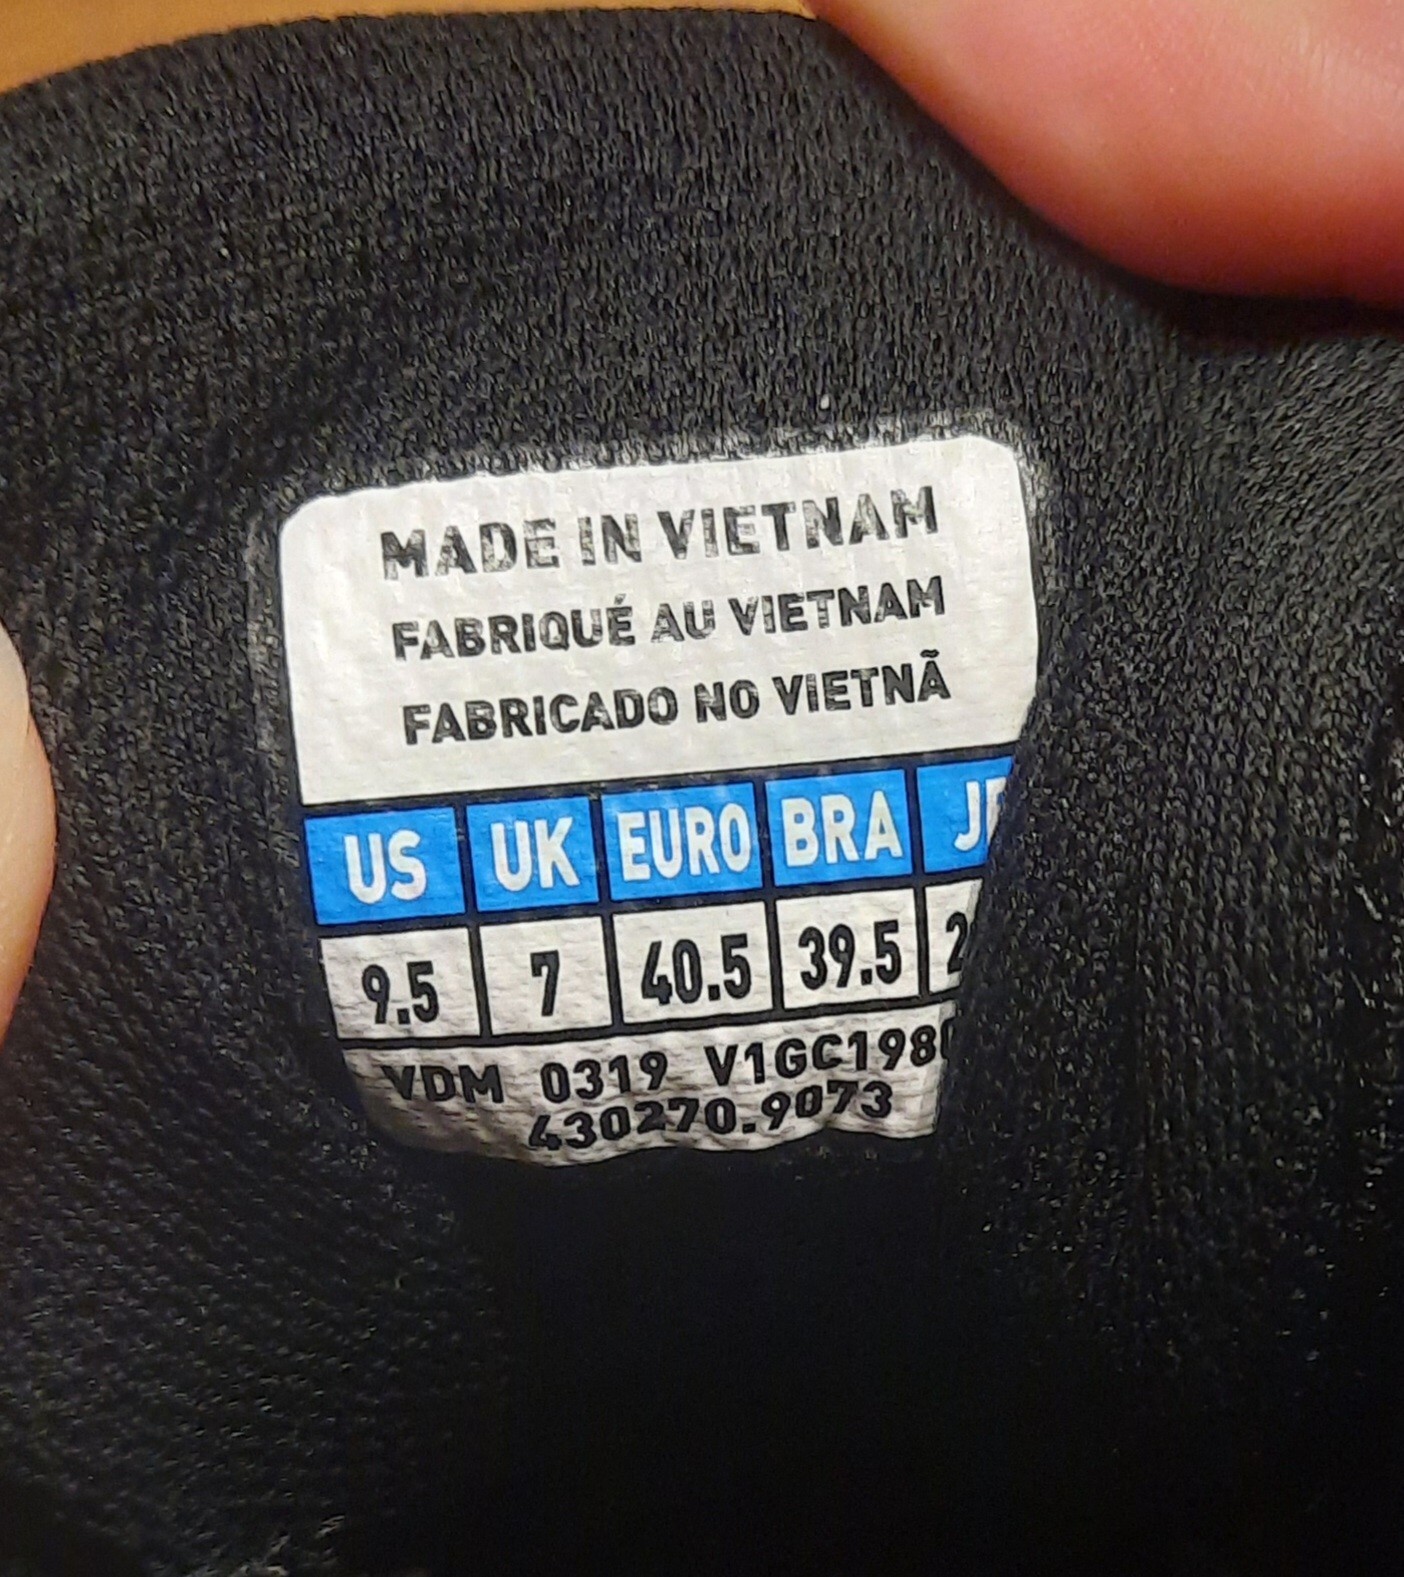 MADE IN VIETNAM
FABRIQUÉ AU VIETNAM
FABRICADO NO VIETNÃ
US UK EURO BRA
9.5 7 40.5 39.5
VDM 0319
430270.9073